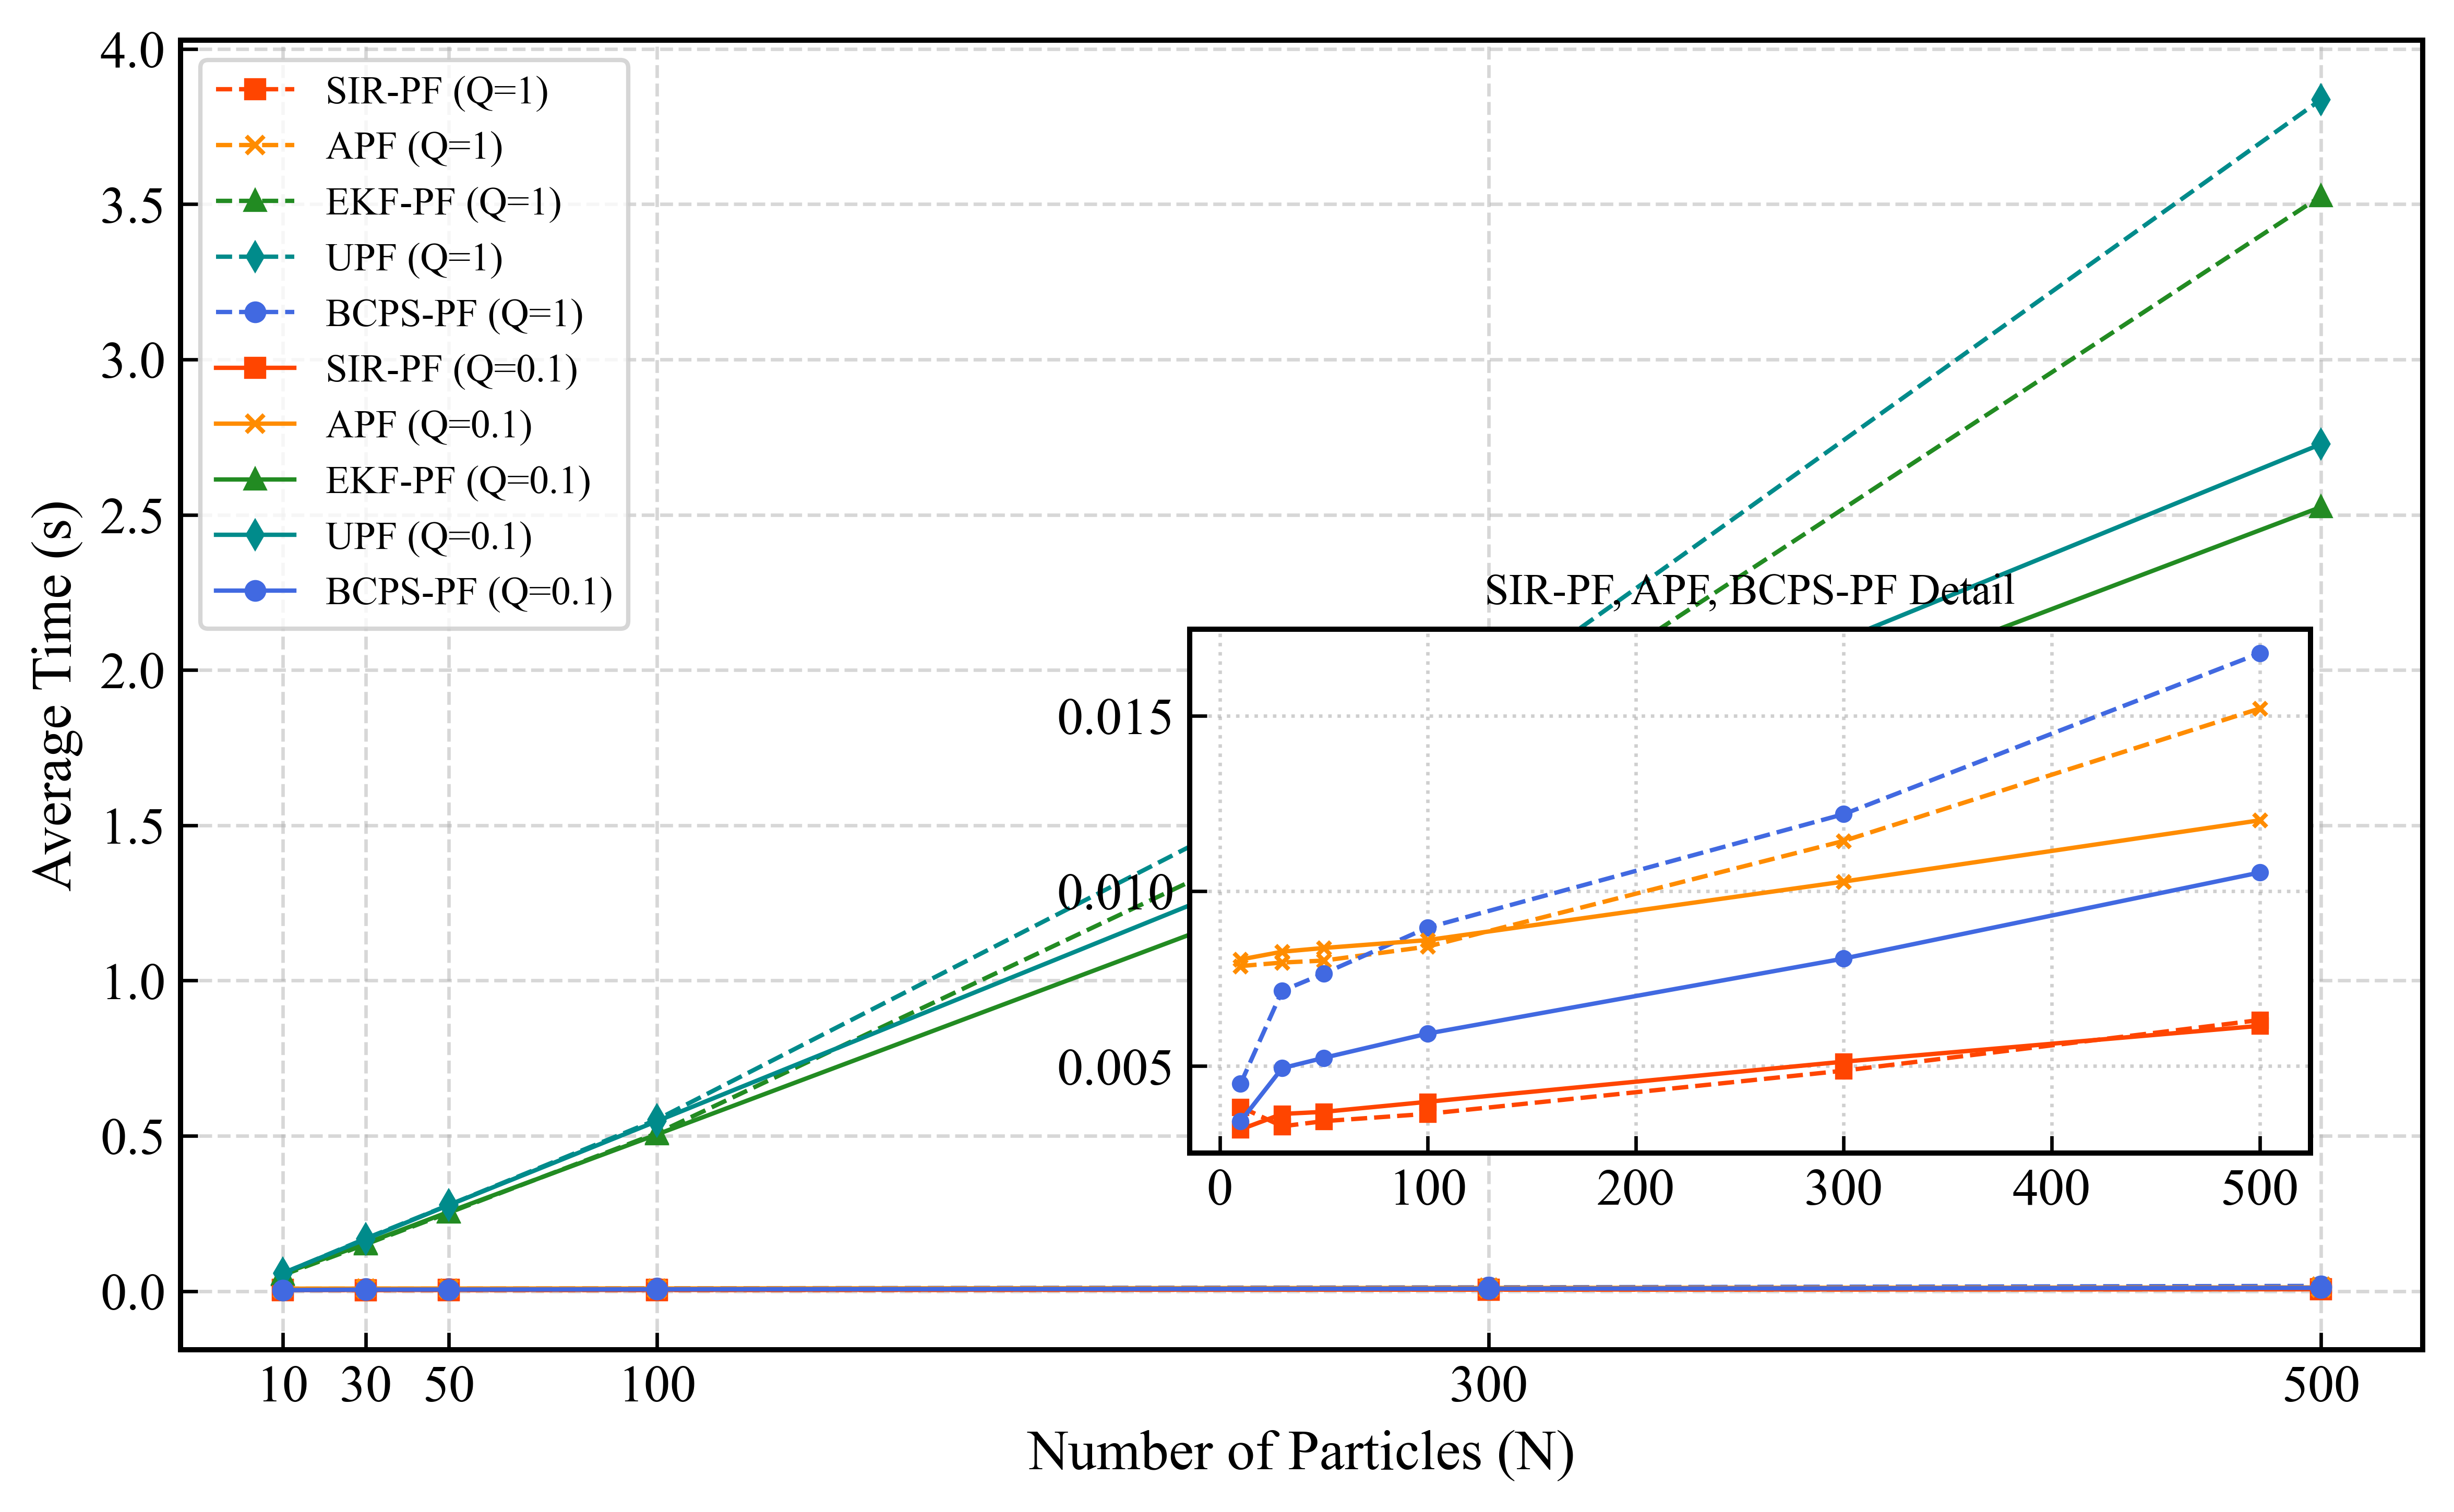 4.0
3.5
3.0
2.5
2.0
1.5
1.0
0.5
0.0
Average Time (s)
SIR-PF (Q=1)
APF (Q=1)
EKF-PF (Q=1)
UPF (Q=1)
BCPS-PF (Q=1)
SIR-PF (Q=0.1)
APF (Q=0.1)
EKF-PF (Q=0.1)
UPF (Q=0.1)
BCPS-PF (Q=0.1)
SIR-PF, APF, BCPS-PF Detail
0.015
0.010
0.005
0 100 200 300 400 500
10 30 50 100 300 500
Number of Particles (N)